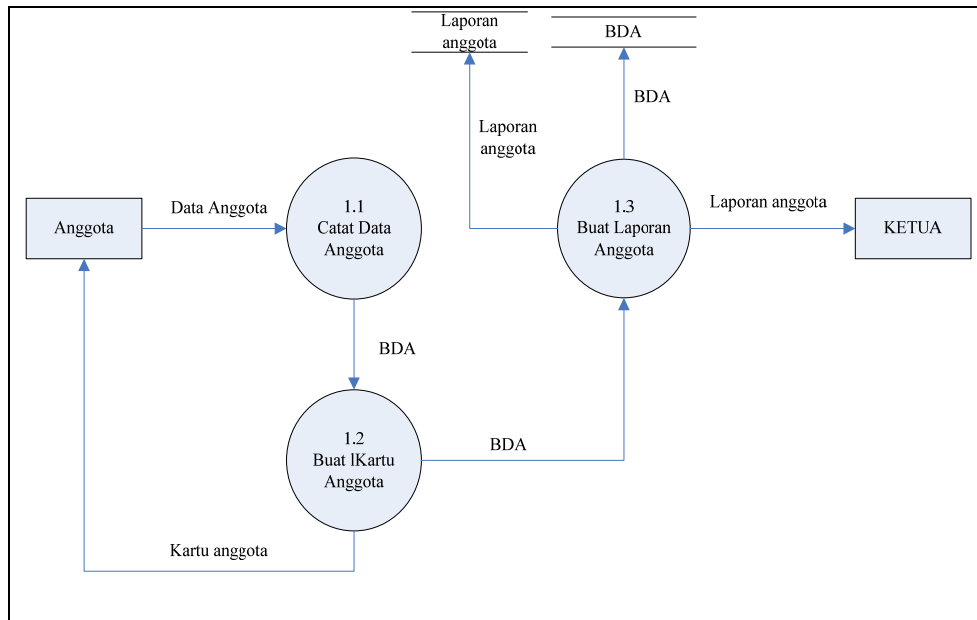 Laporan
anggota
BDA
BDA
Laporan
anggota
Anggota
Data Anggota
1.1
Catat Data
Anggota
1.3
Buat Laporan
Anggota
Laporan anggota
KETUA
BDA
1.2
Buat lKartu
Anggota
BDA
Kartu anggota